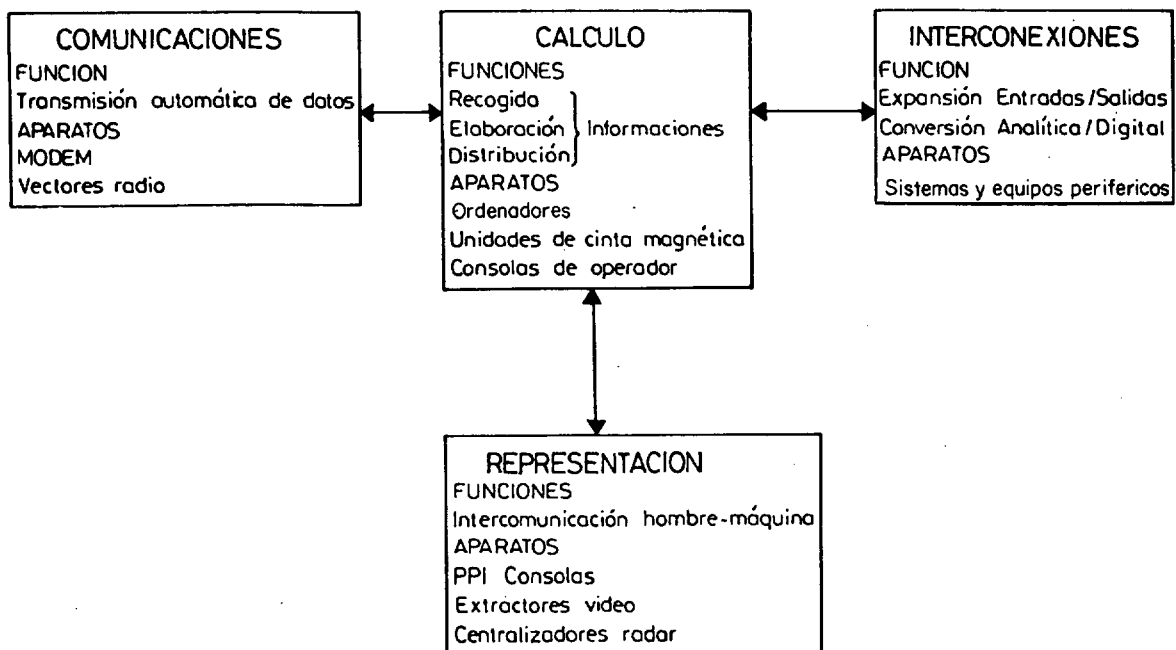 COMUNICACIONES
FUNCION
Transmisión automática de datos
APARATOS
MODEM
Vectores radio
CALCULO
FUNCIONES
Recogida
Elaboración
Distribución
Informaciones
APARATOS
Ordenadores
Unidades de cinta magnética
Consolas de operador
INTERCONEXIONES
FUNCION
Expansión Entradas/Salidas
Conversión Analítica/Digital
APARATOS
Sistemas y equipos perifericos
REPRESENTACION
FUNCIONES
Intercomunicación hombre-máquina
APARATOS
PPI Consolas
Extractores video
Centralizadores radar